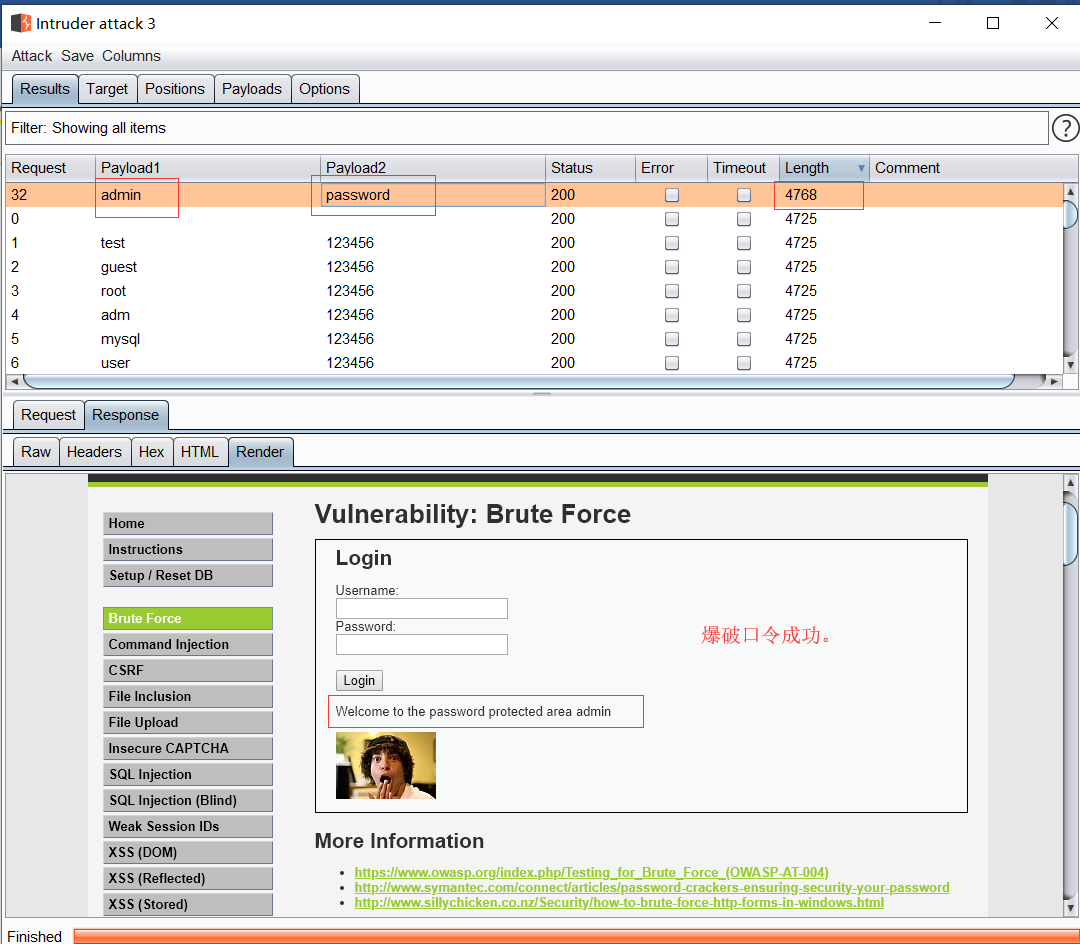 Intruder attack 3
Attack Save Columns
Results Target Positions Payloads Options
Filter: Showing all items ?
Request Payload1 Payload2 Status Error Timeout Length Comment
32 admin password 200 4768
0 200 4725
1 test 123456 200 4725
2 guest 123456 200 4725
3 root 123456 200 4725
4 adm 123456 200 4725
5 mysql 123456 200 4725
6 user 123456 200 4725
Request Response
Raw Headers Hex HTML Render
Home
Instructions
Setup / Reset DB
Brute Force
Command Injection
CSRF
File Inclusion
File Upload
Insecure CAPTCHA
SQL Injection
SQL Injection (Blind)
Weak Session IDs
XSS (DOM)
XSS (Reflected)
XSS (Stored)
Vulnerability: Brute Force
Login
Username:
Password:
爆破口令成功。
Login
Welcome to the password protected area admin
More Information
https://www.owasp.org/index.php/Testing_for_Brute_Force_(OWASP-AT-004)
http://www.symantec.com/connect/articles/password-crackers-ensuring-security-your-password
http://www.sillychicken.co.nz/Security/how-to-brute-force-http-forms-in-windows.html
Finished